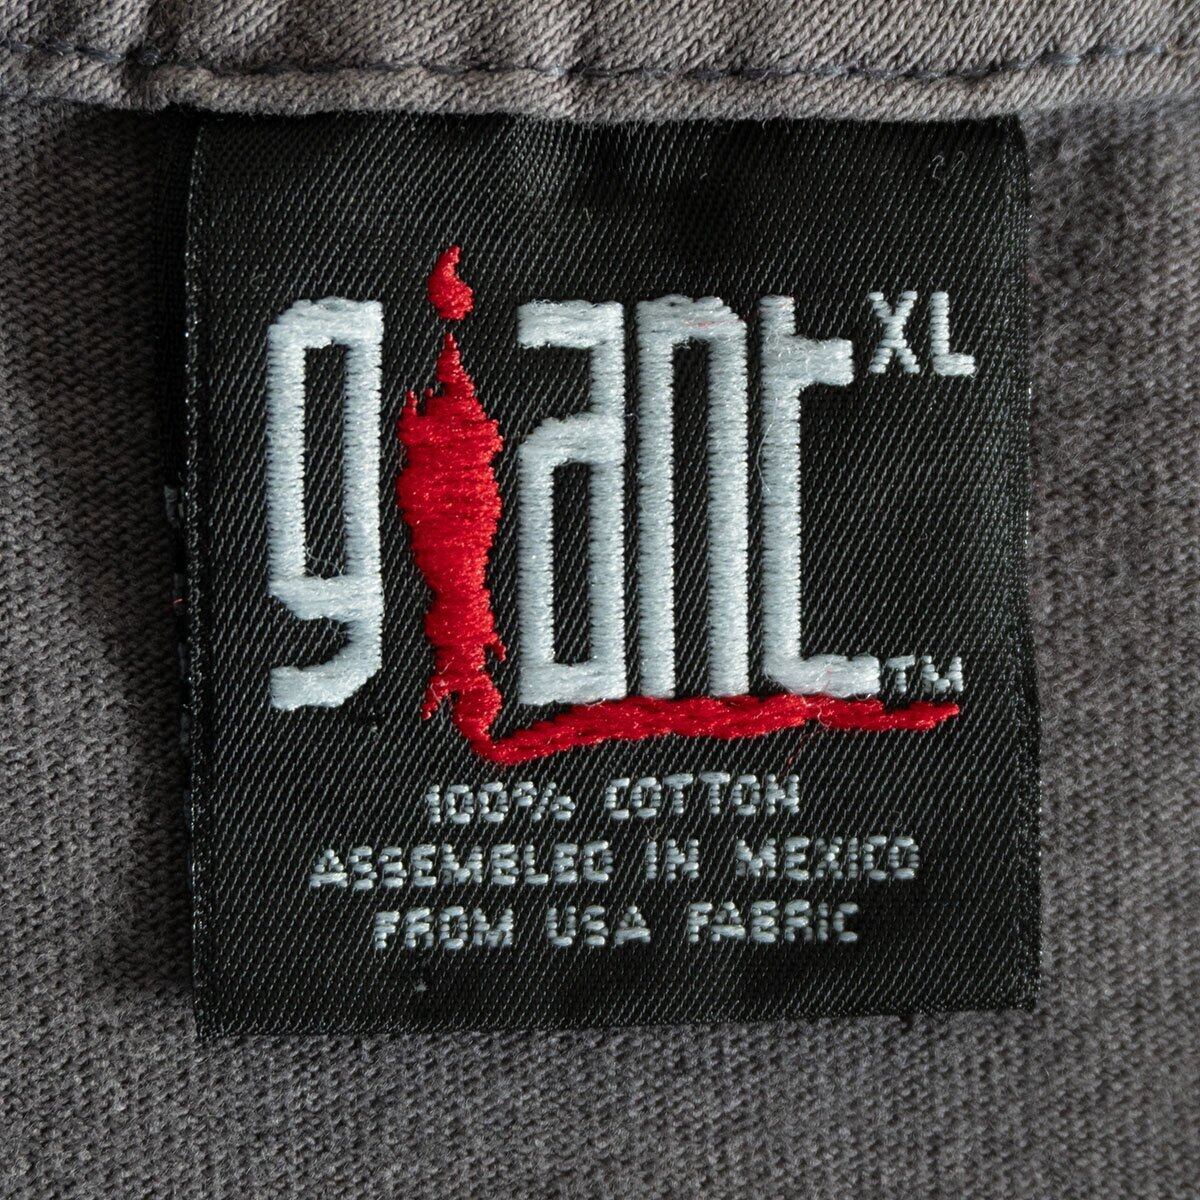 giant XL
TM
100% COTTON
ASSEMBLED IN MEXICO
FROM USA FABRIC